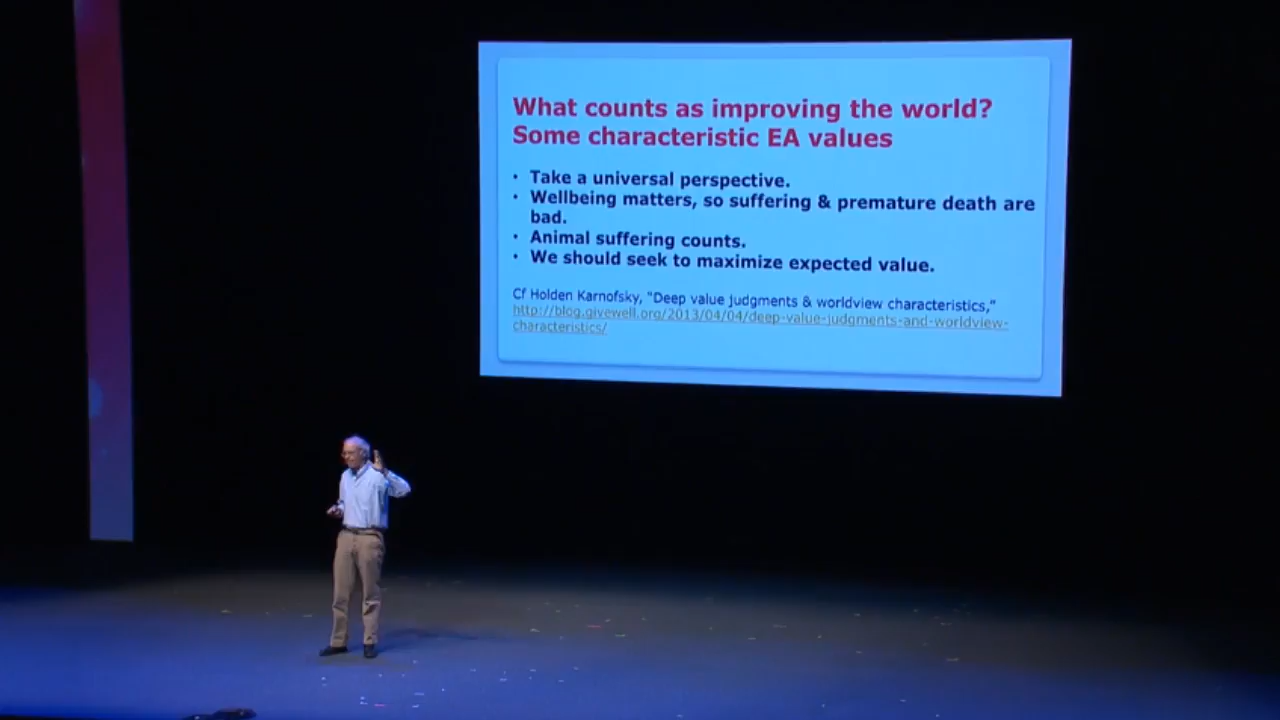 What counts as improving the world?
Some characteristic EA values
• Take a universal perspective.
• Wellbeing matters, so suffering & premature death are
bad.
• Animal suffering counts.
• We should seek to maximize expected value.
Cf Holden Karnofsky, "Deep value judgments & worldview characteristics,"
http://blog.givewell.org/2013/04/04/deep-value-judgments-and-worldview-
characteristics/